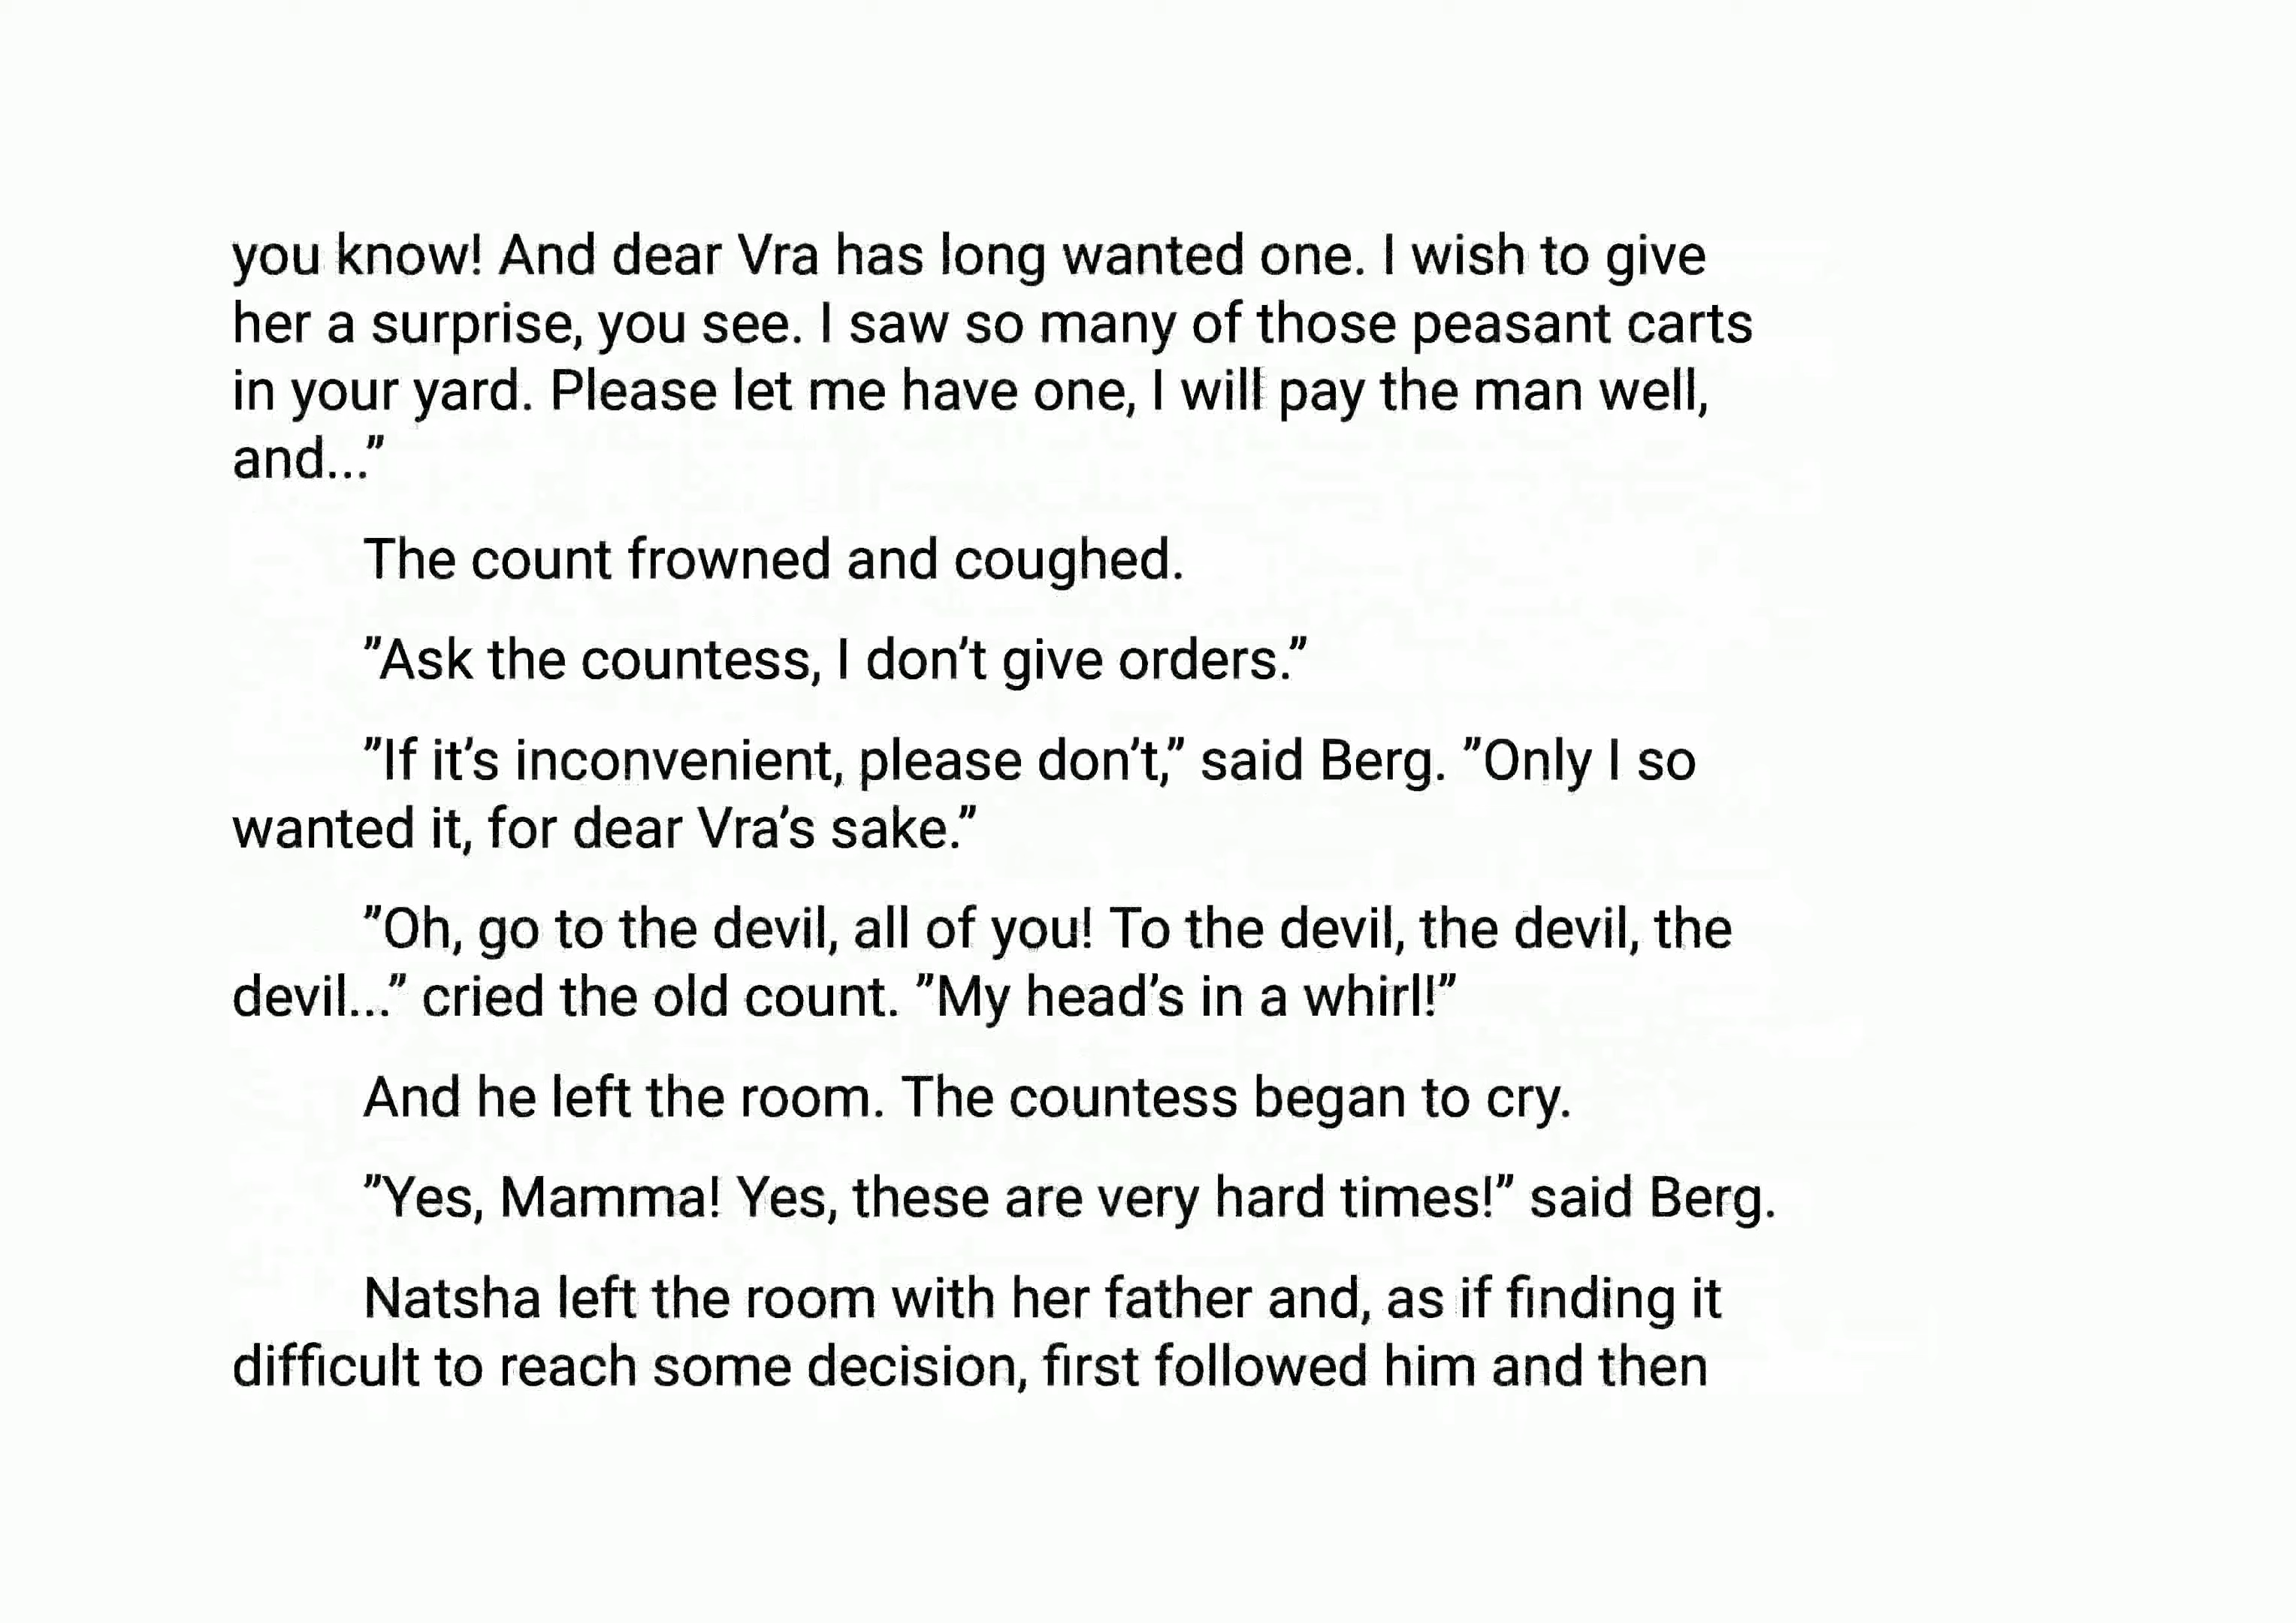 you know! And dear Vra has long wanted one. I wish to give
her a surprise, you see. I saw so many of those peasant carts
in your yard. Please let me have one, I will pay the man well,
and...”
The count frowned and coughed.
”Ask the countess, I don’t give orders.”
”If it’s inconvenient, please don’t,” said Berg. ”Only I so
wanted it, for dear Vra’s sake.”
”Oh, go to the devil, all of you! To the devil, the devil, the
devil...” cried the old count. ”My head’s in a whirl!”
And he left the room. The countess began to cry.
”Yes, Mamma! Yes, these are very hard times!” said Berg.
Natsha left the room with her father and, as if finding it
difficult to reach some decision, first followed him and then